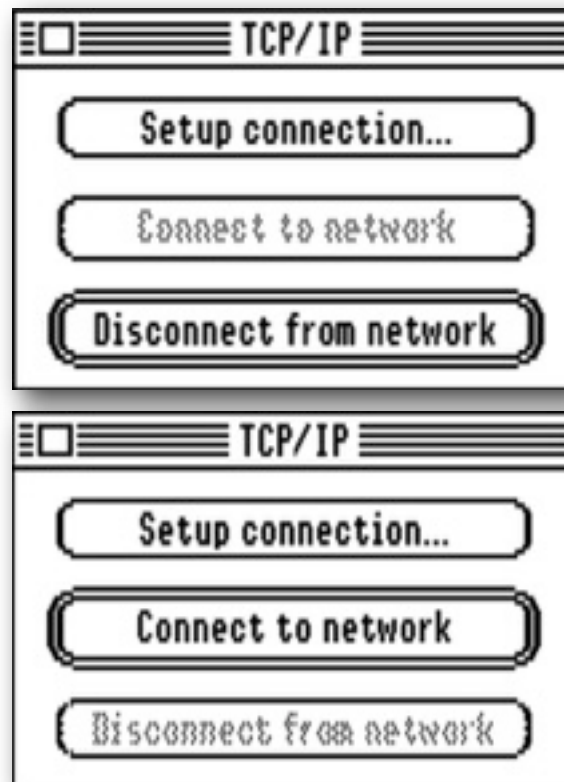 TCP/IP
Setup connection...
Connect to network
Disconnect from network
TCP/IP
Setup connection...
Connect to network
Disconnect from network